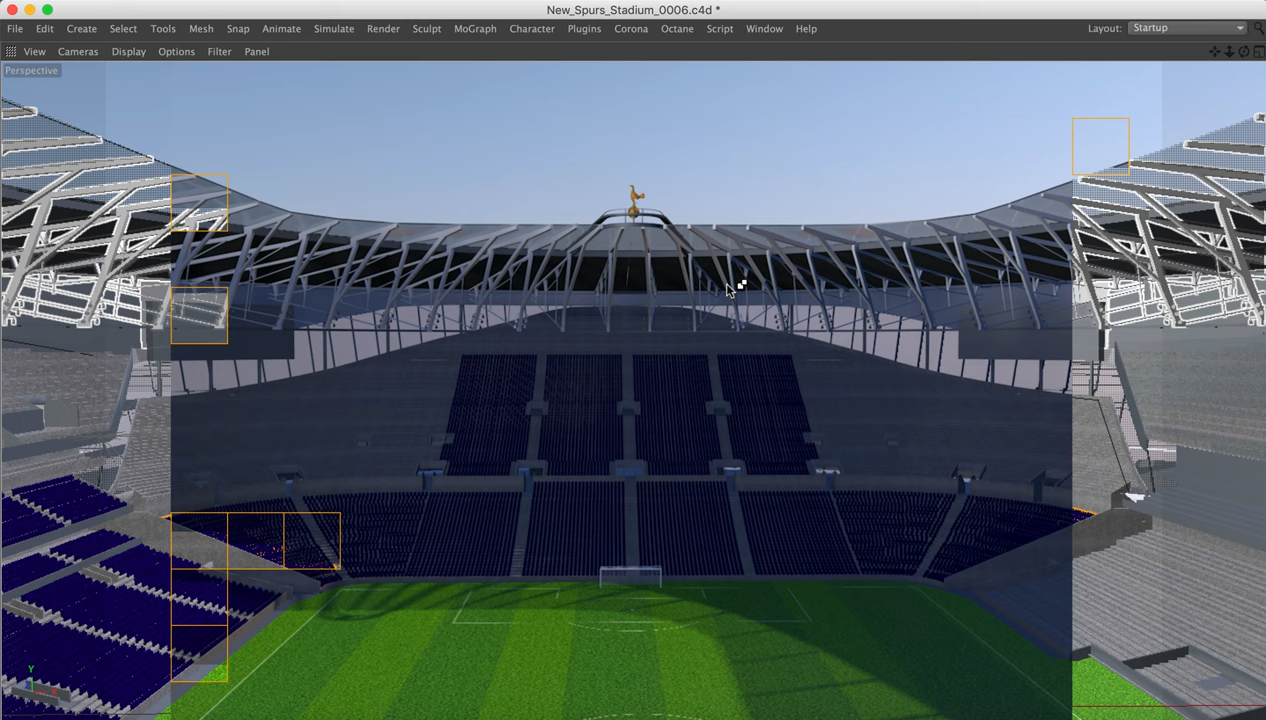 New_Spurs_Stadium_0006.c4d *
File Edit Create Select Tools Mesh Snap Animate Simulate Render Sculpt MoGraph Character Plugins Corona Octane Script Window Help Layout: Startup
View Cameras Display Options Filter Panel
Perspective
Y
X